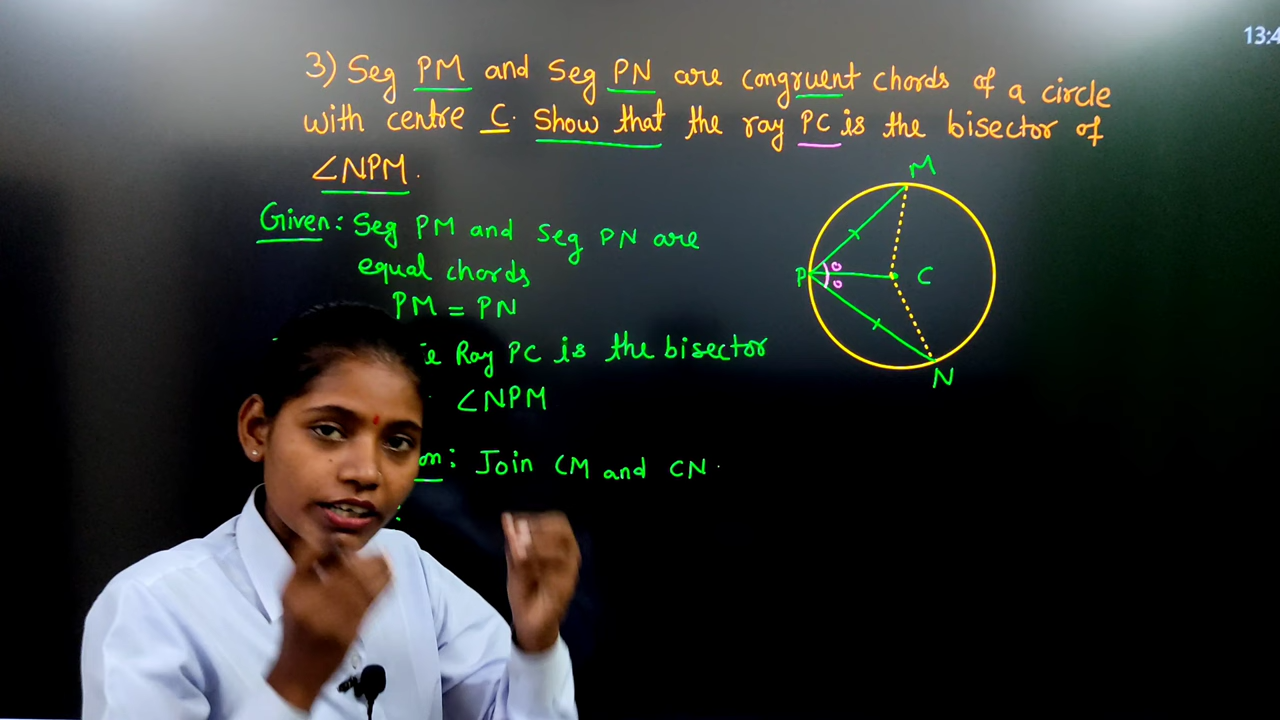 13:4
3) Seg PM and Seg PN are congruent chords of a circle
with centre C. Show that the ray PC is the bisector of
∠NPM.
Given: Seg PM and Seg PN are
equal chords
PM = PN
Ray PC is the bisector
∠NPM
on: Join CM and CN.
:
M
P
C
N